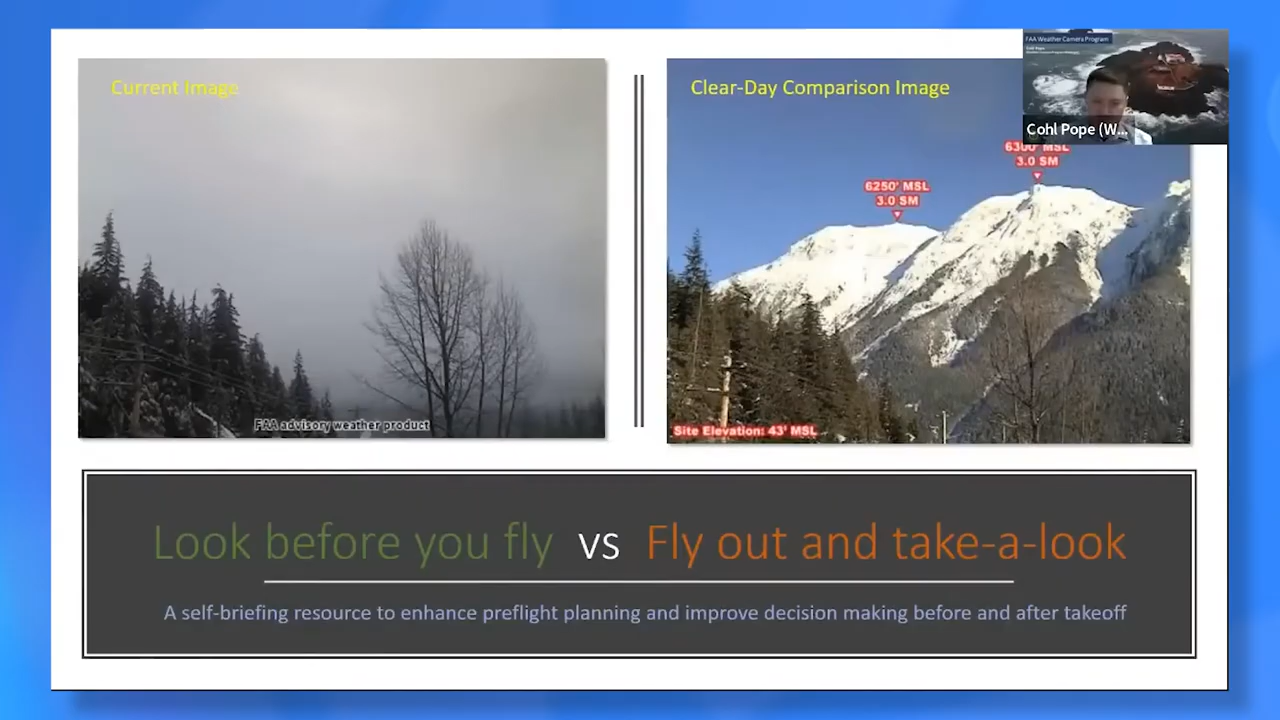 Current Image
Clear-Day Comparison Image
FAA Weather Camera Program
Cohl Pope
Cohl Pope (W...
6300' MSL
3.0 SM
6250' MSL
3.0 SM
FAA advisory weather product
Site Elevation: 43' MSL
Look before you fly vs Fly out and take-a-look
A self-briefing resource to enhance preflight planning and improve decision making before and after takeoff